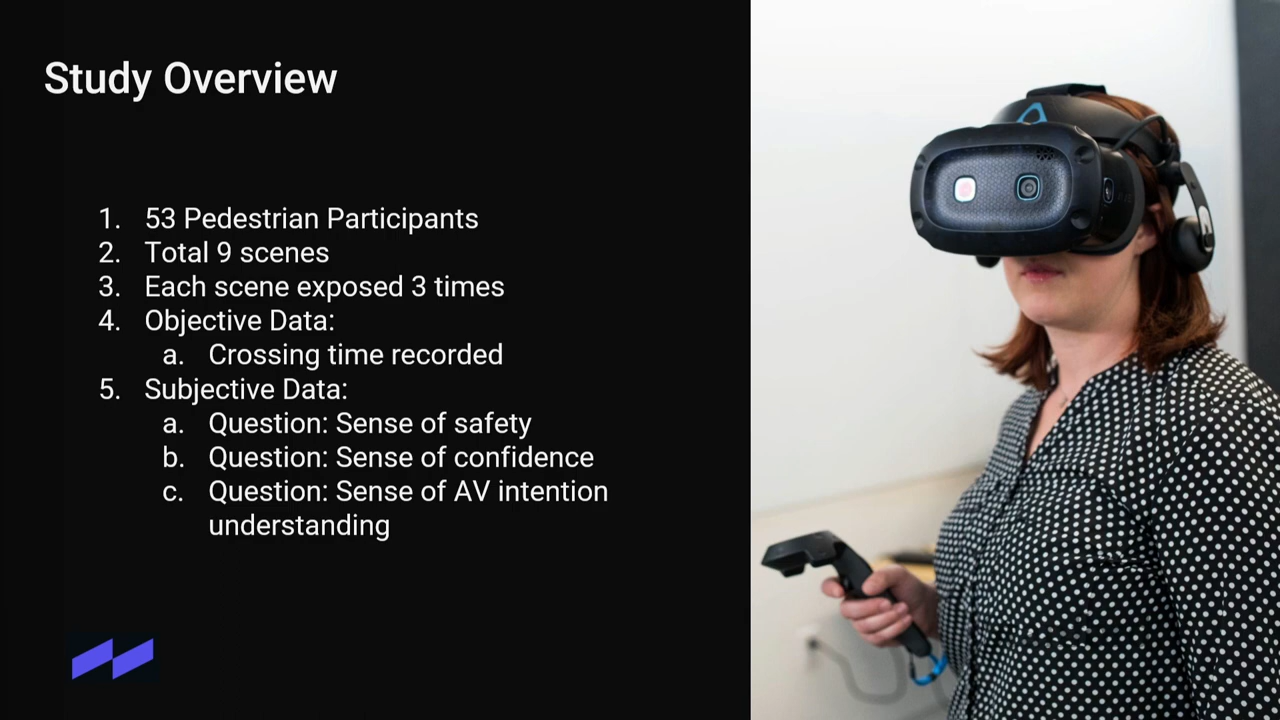 Study Overview
1. 53 Pedestrian Participants
2. Total 9 scenes
3. Each scene exposed 3 times
4. Objective Data:
a. Crossing time recorded
5. Subjective Data:
a. Question: Sense of safety
b. Question: Sense of confidence
c. Question: Sense of AV intention
understanding